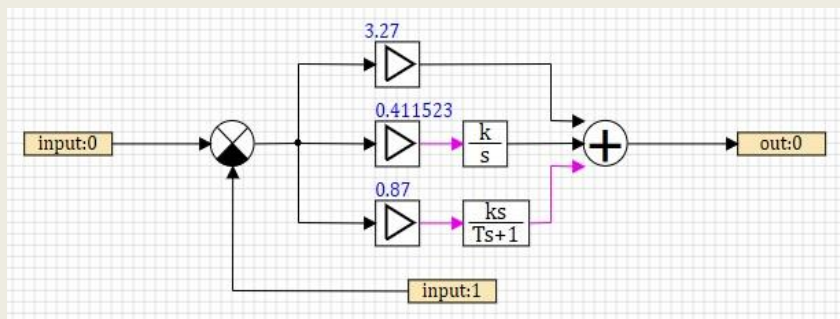 3.27
input:0
0.411523
k
s
out:0
0.87
ks
Ts+1
input:1